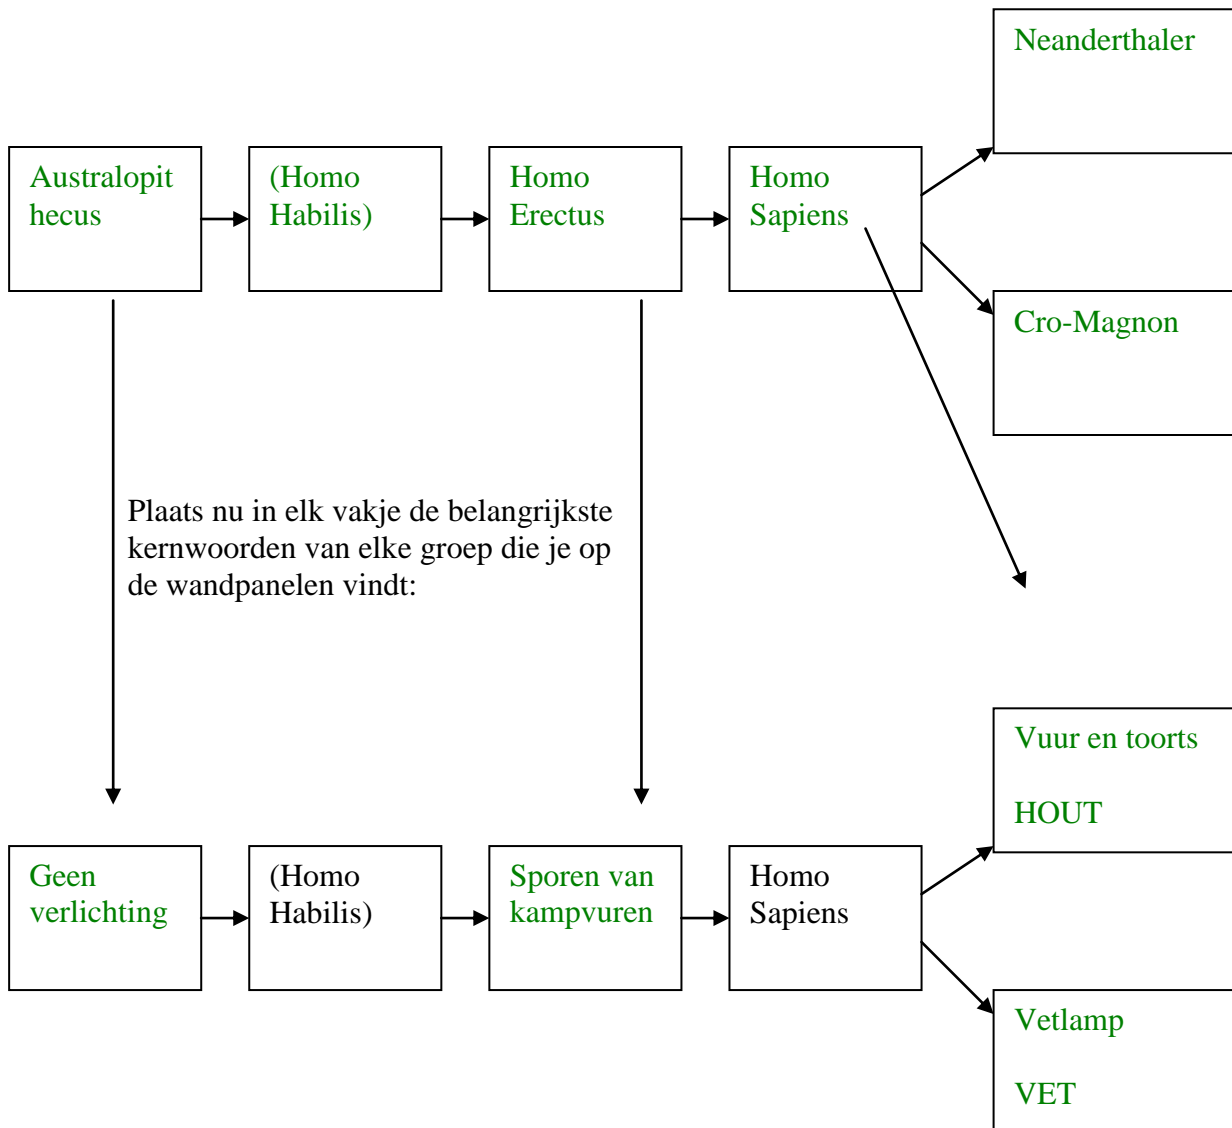 Neanderthaler
Australopit
hecus
(Homo
Habilis)
Homo
Erectus
Homo
Sapiens
Cro-Magnon
Plaats nu in elk vakje de belangrijkste
kernwoorden van elke groep die je op
de wandpanelen vindt:
Vuur en toorts
HOUT
Geen
verlichting
(Homo
Habilis)
Sporen van
kampvuren
Homo
Sapiens
Vetlamp
VET